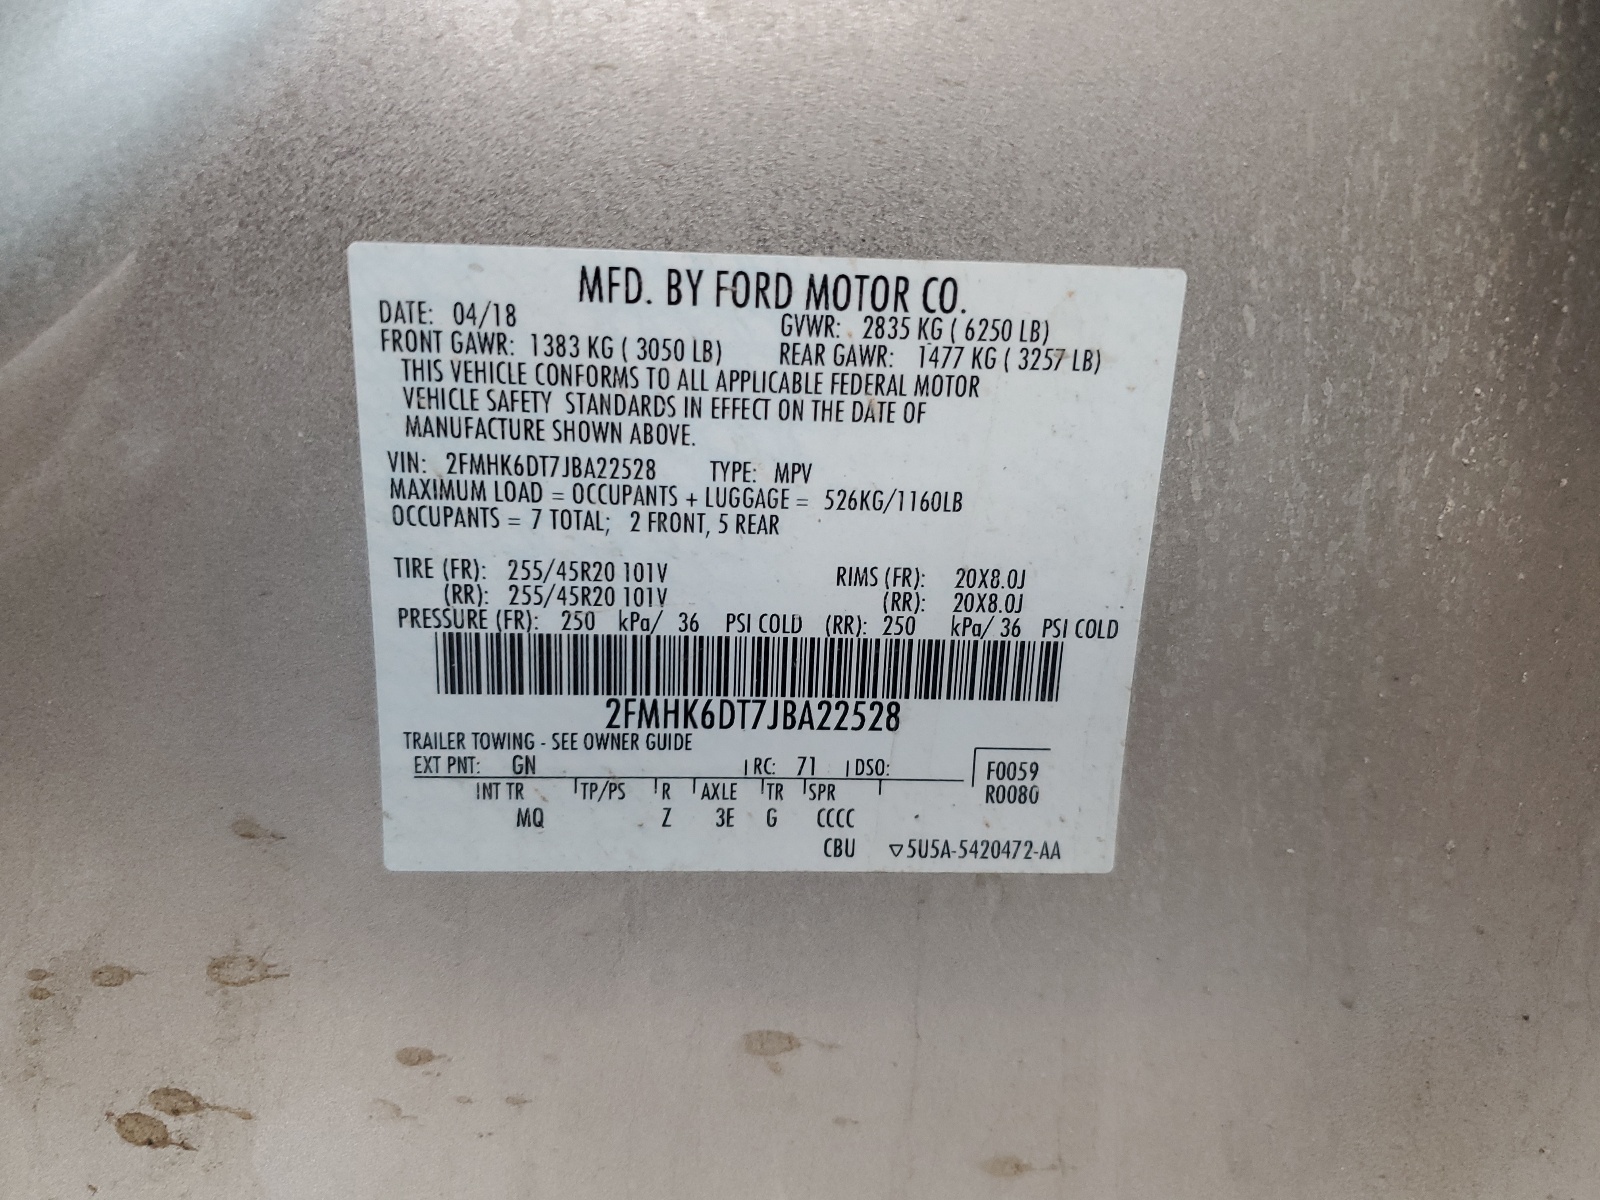 MFD. BY FORD MOTOR CO.
DATE: 04/18 GVWR: 2835 KG ( 6250 LB)
FRONT GAWR: 1383 KG ( 3050 LB) REAR GAWR: 1477 KG ( 3257 LB)
THIS VEHICLE CONFORMS TO ALL APPLICABLE FEDERAL MOTOR
VEHICLE SAFETY STANDARDS IN EFFECT ON THE DATE OF
MANUFACTURE SHOWN ABOVE.
VIN: 2FMHK6DT7JBA22528 TYPE: MPV
MAXIMUM LOAD = OCCUPANTS + LUGGAGE = 526KG/1160LB
OCCUPANTS = 7 TOTAL; 2 FRONT, 5 REAR
TIRE (FR): 255/45R20 101V RIMS (FR): 20X8.0J
(RR): 255/45R20 101V (RR): 20X8.0J
PRESSURE (FR): 250 kPa/ 36 PSI COLD (RR): 250 kPa/ 36 PSI COLD
2FMHK6DT7JBA22528
TRAILER TOWING - SEE OWNER GUIDE
EXT PNT: GN RC: 71 DSO: F0059
INT TR TP/PS R AXLE TR SPR R0080
MQ Z 3E G CCCC
CBU ▽5U5A-5420472-AA